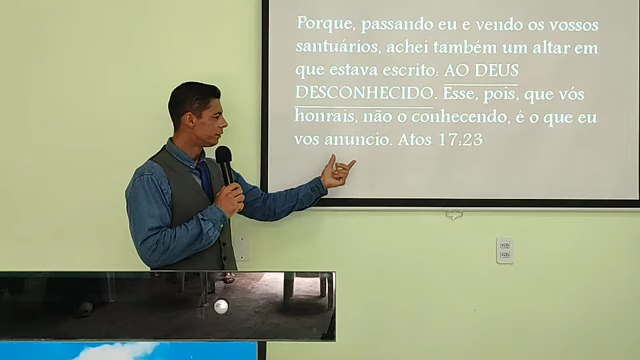 Porque, passando eu e vendo os vossos
santuários, achei também um altar em
que estava escrito: AO DEUS
DESCONHECIDO. Esse, pois, que vós
honrais, não o conhecendo, é o que eu
vos anuncio. Atos 17:23